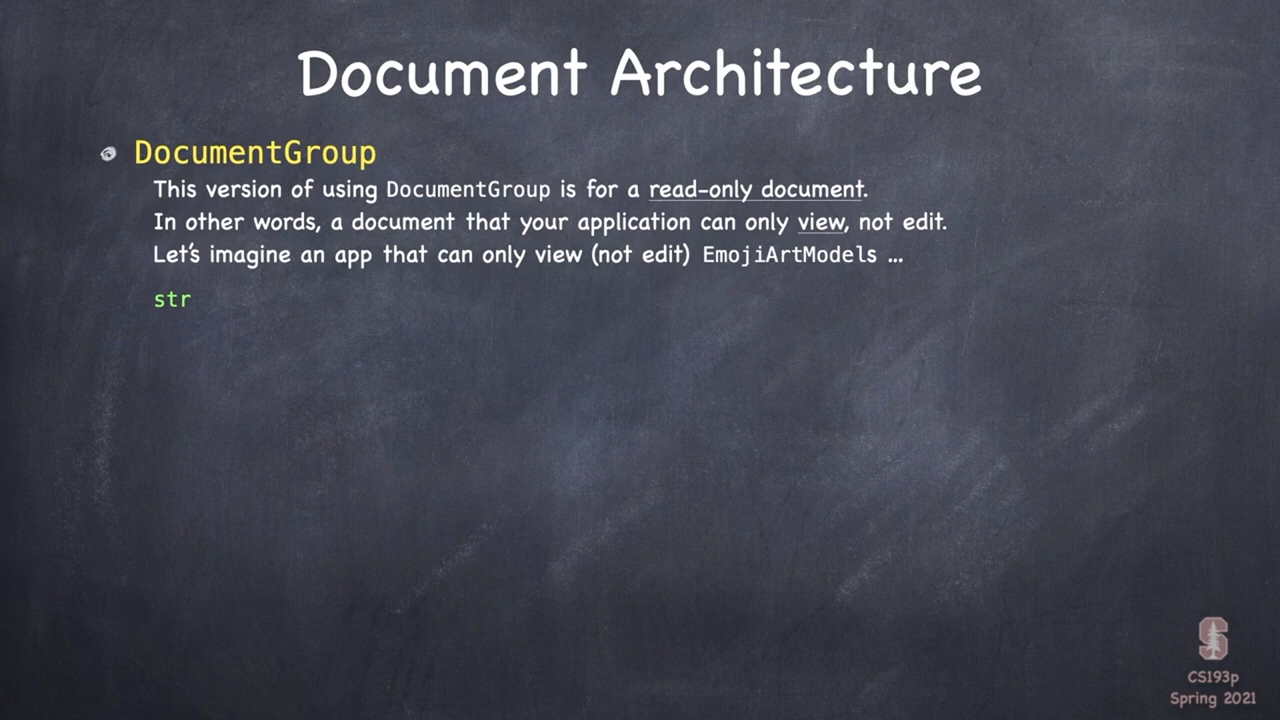 Document Architecture
DocumentGroup
This version of using DocumentGroup is for a read-only document.
In other words, a document that your application can only view, not edit.
Let's imagine an app that can only view (not edit) EmojiArtModels ...
str
S
CS193p
Spring 2021